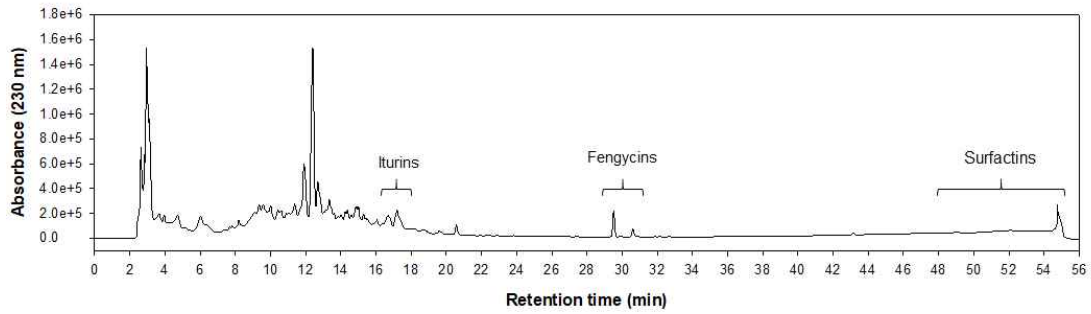 1.8e+6
1.6e+6
1.4e+6
1.2e+6
1.0e+6
8.0e+5
6.0e+5
4.0e+5
2.0e+5
0.0
Absorbance (230 nm)
Iturins
Fengycins
Surfactins
0 2 4 6 8 10 12 14 16 18 20 22 24 26 28 30 32 34 36 38 40 42 44 46 48 50 52 54 56
Retention time (min)